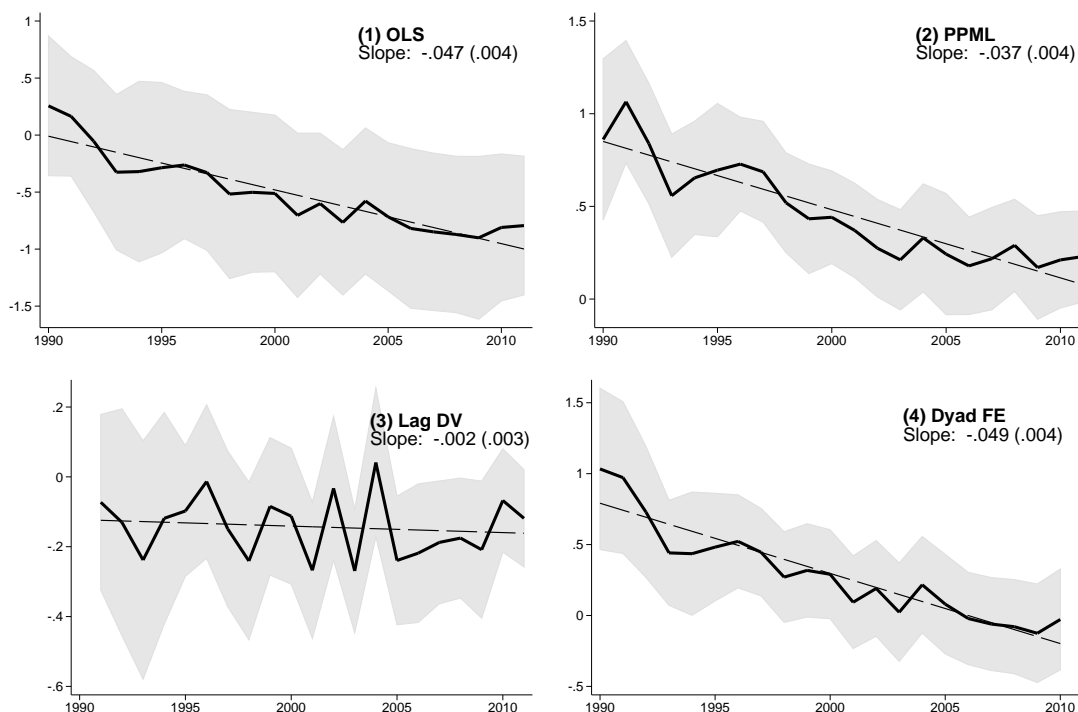 (1) OLS
Slope:  -.047 (.004)
1
.5
0
-.5
-1
-1.5
1990 1995 2000 2005 2010
(2) PPML
Slope:  -.037 (.004)
1.5
1
.5
0
1990 1995 2000 2005 2010
(3) Lag DV
Slope:  -.002 (.003)
.2
0
-.2
-.4
-.6
1990 1995 2000 2005 2010
(4) Dyad FE
Slope:  -.049 (.004)
1.5
1
.5
0
-.5
1990 1995 2000 2005 2010